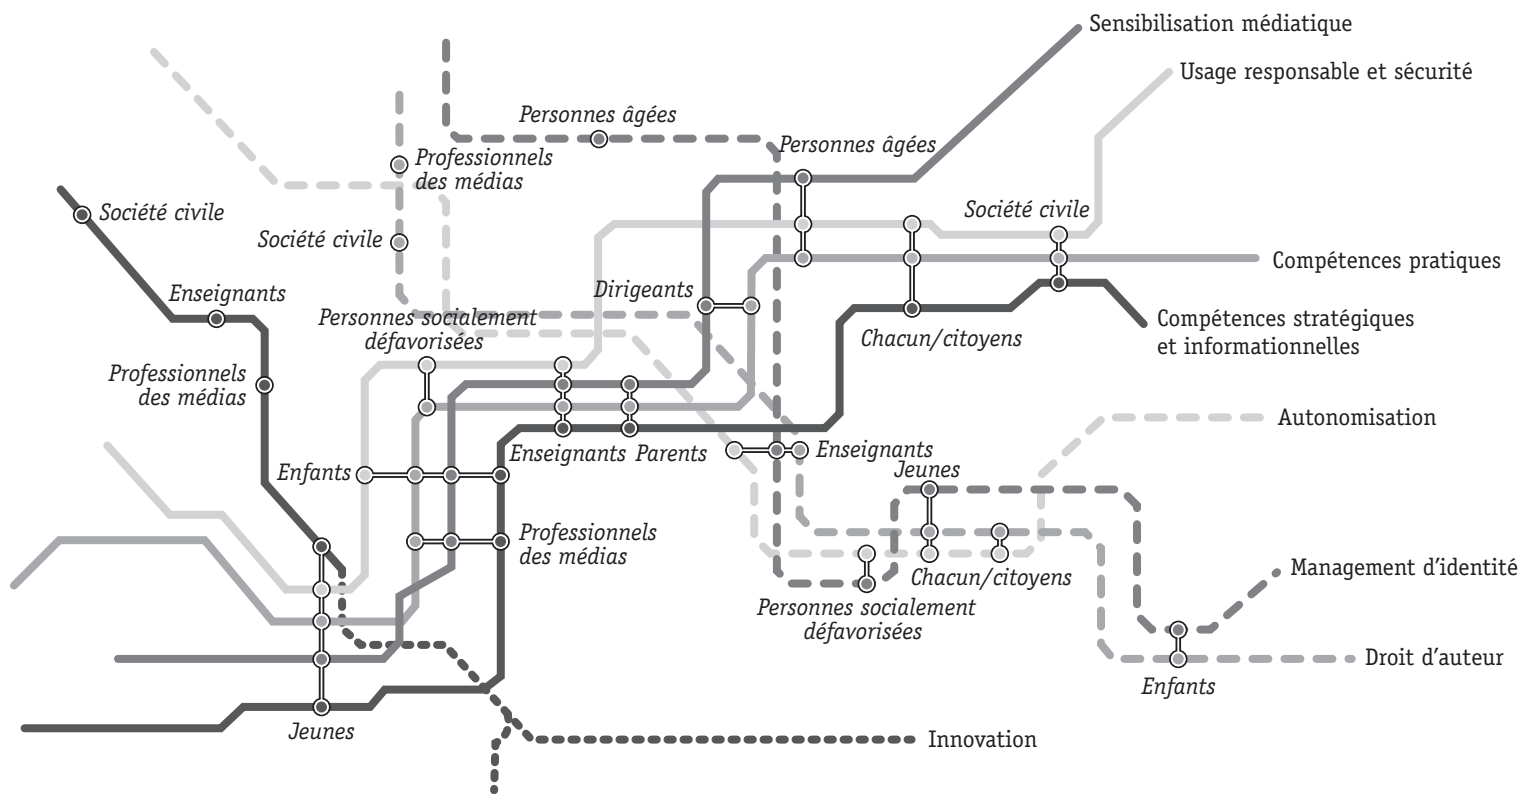 Sensibilisation médiatique
Usage responsable et sécurité
Personnes âgées
Personnes âgées
Professionnels
des médias
Société civile
Société civile
Société civile
Compétences pratiques
Enseignants
Dirigeants
Personnes socialement
défavorisées
Chacun/citoyens
Compétences stratégiques
et informationnelles
Professionnels
des médias
Autonomisation
Enseignants
Parents
Enseignants
Jeunes
Enfants
Professionnels
des médias
Management d'identité
Chacun/citoyens
Personnes socialement
défavorisées
Droit d'auteur
Enfants
Jeunes
Innovation